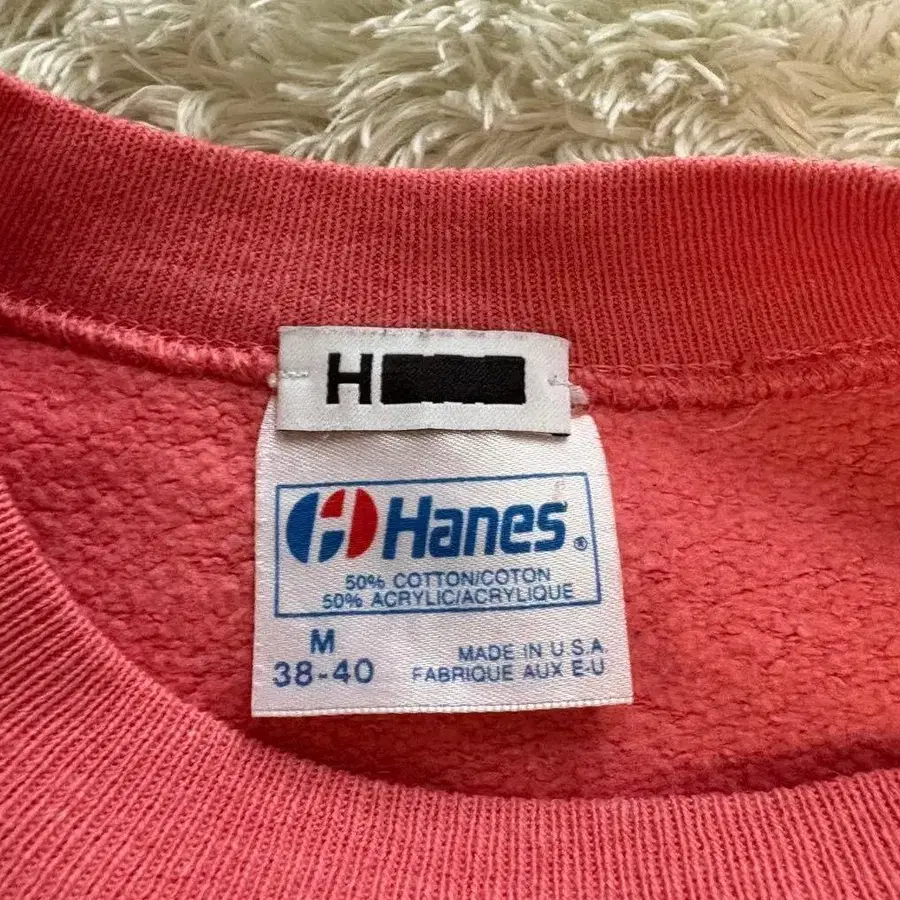 H
Hanes®
50% COTTON/COTON
50% ACRYLIC/ACRYLIQUE
M
38-40
MADE IN U.S.A
FABRIQUE AUX E-U